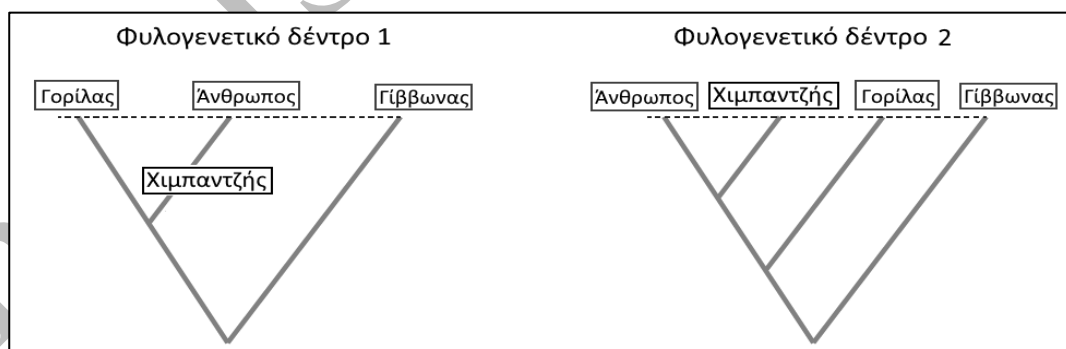 Φυλογενετικό δέντρο 1
Γορίλας Άνθρωπος Γίββωνας
Χιμπαντζής
Φυλογενετικό δέντρο 2
Άνθρωπος Χιμπαντζής Γορίλας Γίββωνας